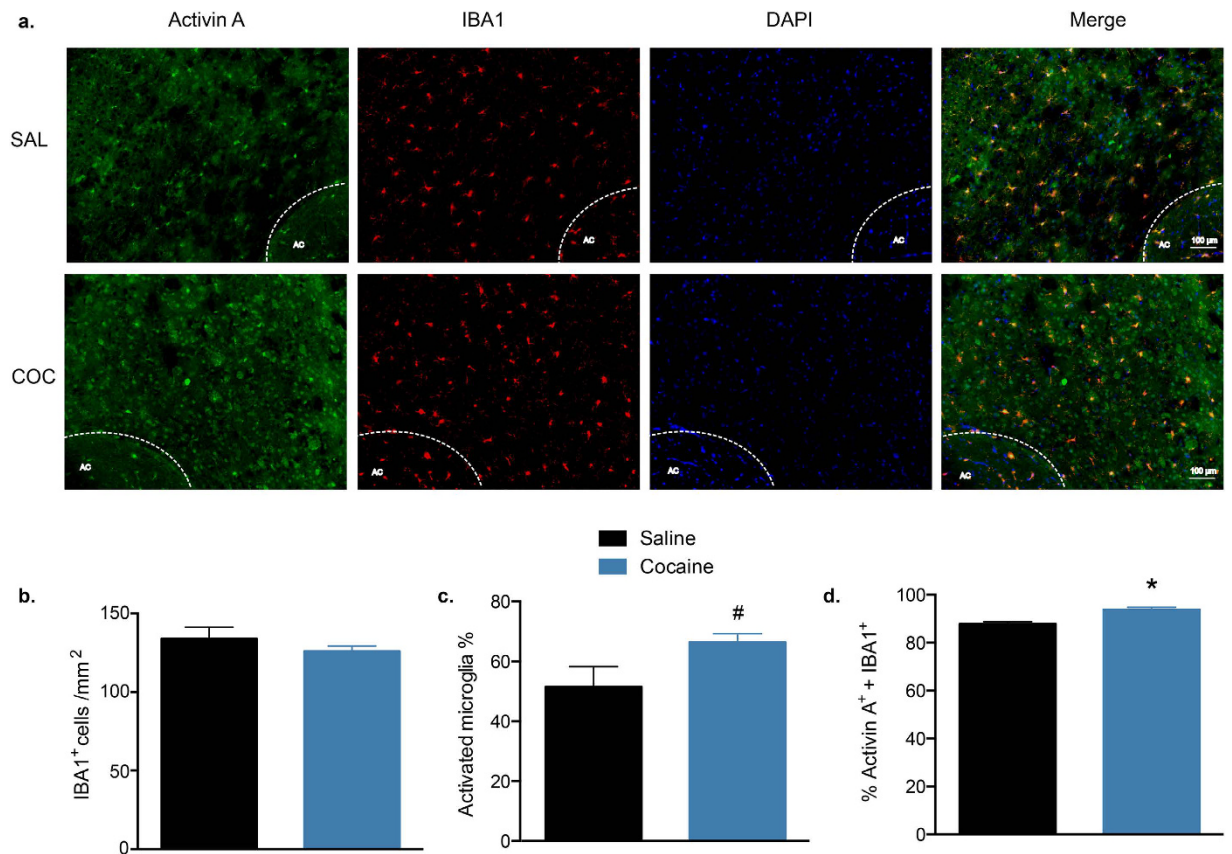 a.
Activin A
IBA1
DAPI
Merge
SAL
AC
AC
AC
AC
100 µm
COC
AC
AC
AC
AC
100 µm
Saline
Cocaine
b.
150
100
50
0
IBA1⁺ cells /mm²
c.
80
60
40
20
0
Activated microglia %
#
d.
100
80
60
40
20
0
% Activin A⁺ + IBA1⁺
*